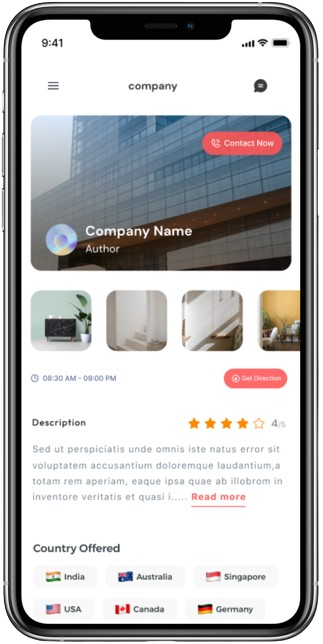 9:41
company
Contact Now
Company Name
Author
08:30 AM - 09:00 PM
Get Direction
Description
4/5
Sed ut perspiciatis unde omnis iste natus error sit
voluptatem accusantium doloremque laudantium,a
totam rem aperiam, eaque ipsa quae ab illobrom in
inventore veritatis et quasi i..... Read more
Country Offered
India
Australia
Singapore
USA
Canada
Germany